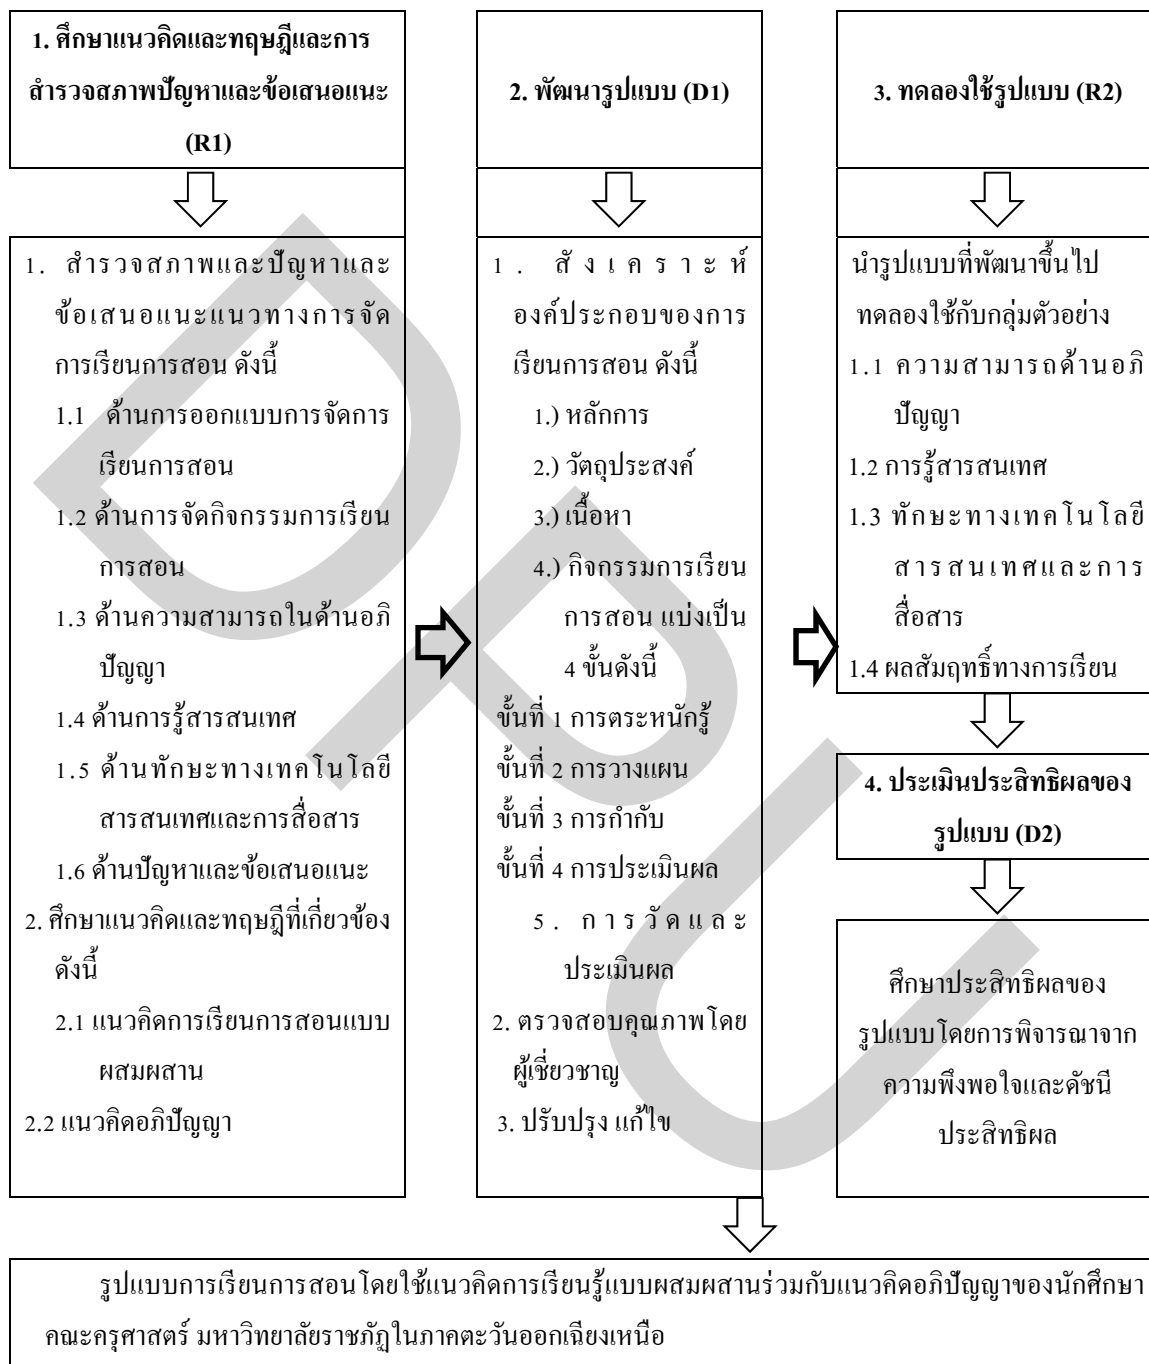 1. ศึกษาแนวคิดและทฤษฎีและการ
สำรวจสภาพปัญหาและข้อเสนอแนะ
(R1)
1. สำรวจสภาพและปัญหาและ
ข้อเสนอแนะแนวทางการจัด
การเรียนการสอน ดังนี้
1.1 ด้านการออกแบบการจัดการ
เรียนการสอน
1.2 ด้านการจัดกิจกรรมการเรียน
การสอน
1.3 ด้านความสามารถในด้านอภิ
ปัญญา
1.4 ด้านการรู้สารสนเทศ
1.5 ด้านทักษะทางเทคโนโลยี
สารสนเทศและการสื่อสาร
1.6 ด้านปัญหาและข้อเสนอแนะ
2. ศึกษาแนวคิดและทฤษฎีที่เกี่ยวข้อง
ดังนี้
2.1 แนวคิดการเรียนการสอนแบบ
ผสมผสาน
2.2 แนวคิดอภิปัญญา
2. พัฒนารูปแบบ (D1)
1. สังเคราะห์
องค์ประกอบของการ
เรียนการสอน ดังนี้
1.) หลักการ
2.) วัตถุประสงค์
3.) เนื้อหา
4.) กิจกรรมการเรียน
การสอน แบ่งเป็น
4 ขั้นดังนี้
ขั้นที่ 1 การตระหนักรู้
ขั้นที่ 2 การวางแผน
ขั้นที่ 3 การกำกับ
ขั้นที่ 4 การประเมินผล
5. การวัดและ
ประเมินผล
2. ตรวจสอบคุณภาพโดย
ผู้เชี่ยวชาญ
3. ปรับปรุง แก้ไข
3. ทดลองใช้รูปแบบ (R2)
นำรูปแบบที่พัฒนาขึ้นไป
ทดลองใช้กับกลุ่มตัวอย่าง
1.1 ความสามารถด้านอภิ
ปัญญา
1.2 การรู้สารสนเทศ
1.3 ทักษะทางเทคโนโลยี
สารสนเทศและการ
สื่อสาร
1.4 ผลสัมฤทธิ์ทางการเรียน
4. ประเมินประสิทธิผลของ
รูปแบบ (D2)
ศึกษาประสิทธิผลของ
รูปแบบโดยการพิจารณาจาก
ความพึงพอใจและดัชนี
ประสิทธิผล
รูปแบบการเรียนการสอนโดยใช้แนวคิดการเรียนรู้แบบผสมผสานร่วมกับแนวคิดอภิปัญญาของนักศึกษา
คณะครุศาสตร์ มหาวิทยาลัยราชภัฏในภาคตะวันออกเฉียงเหนือ
DPU